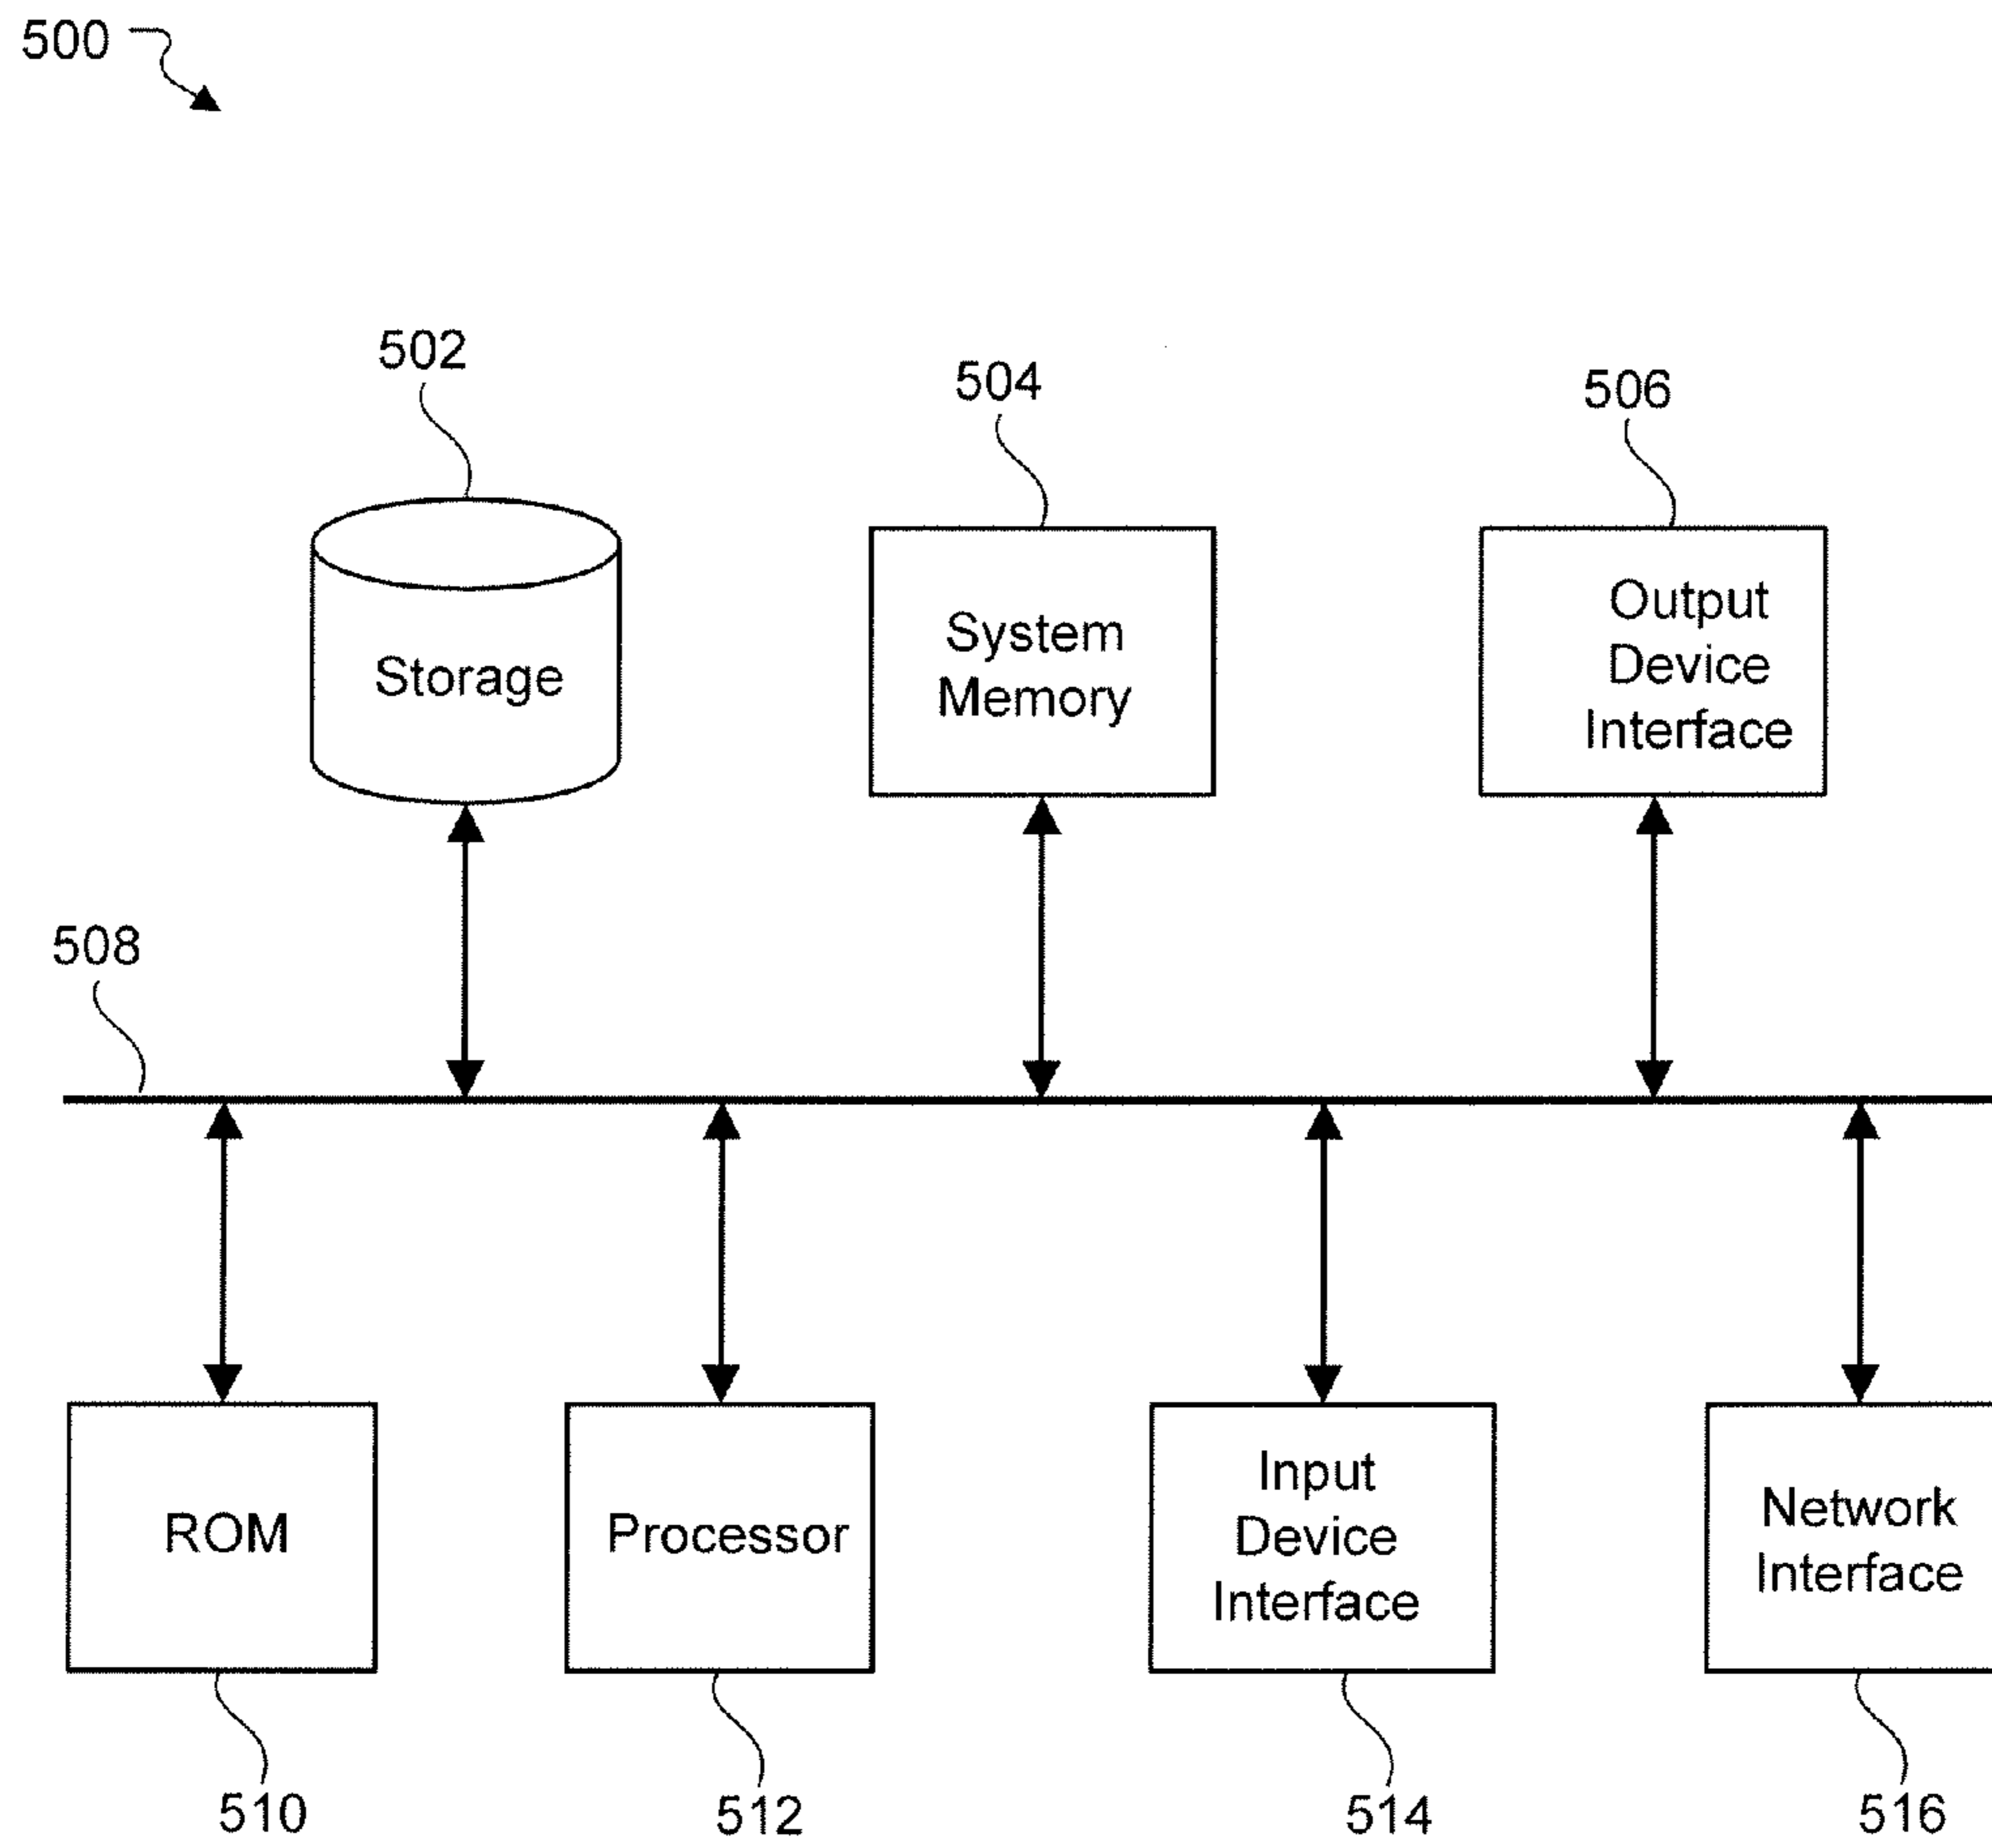 500
502
504
506
Storage
System
Memory
Output
Device
Interface
508
ROM
Processor
Input
Device
Interface
Network
Interface
510
512
514
516